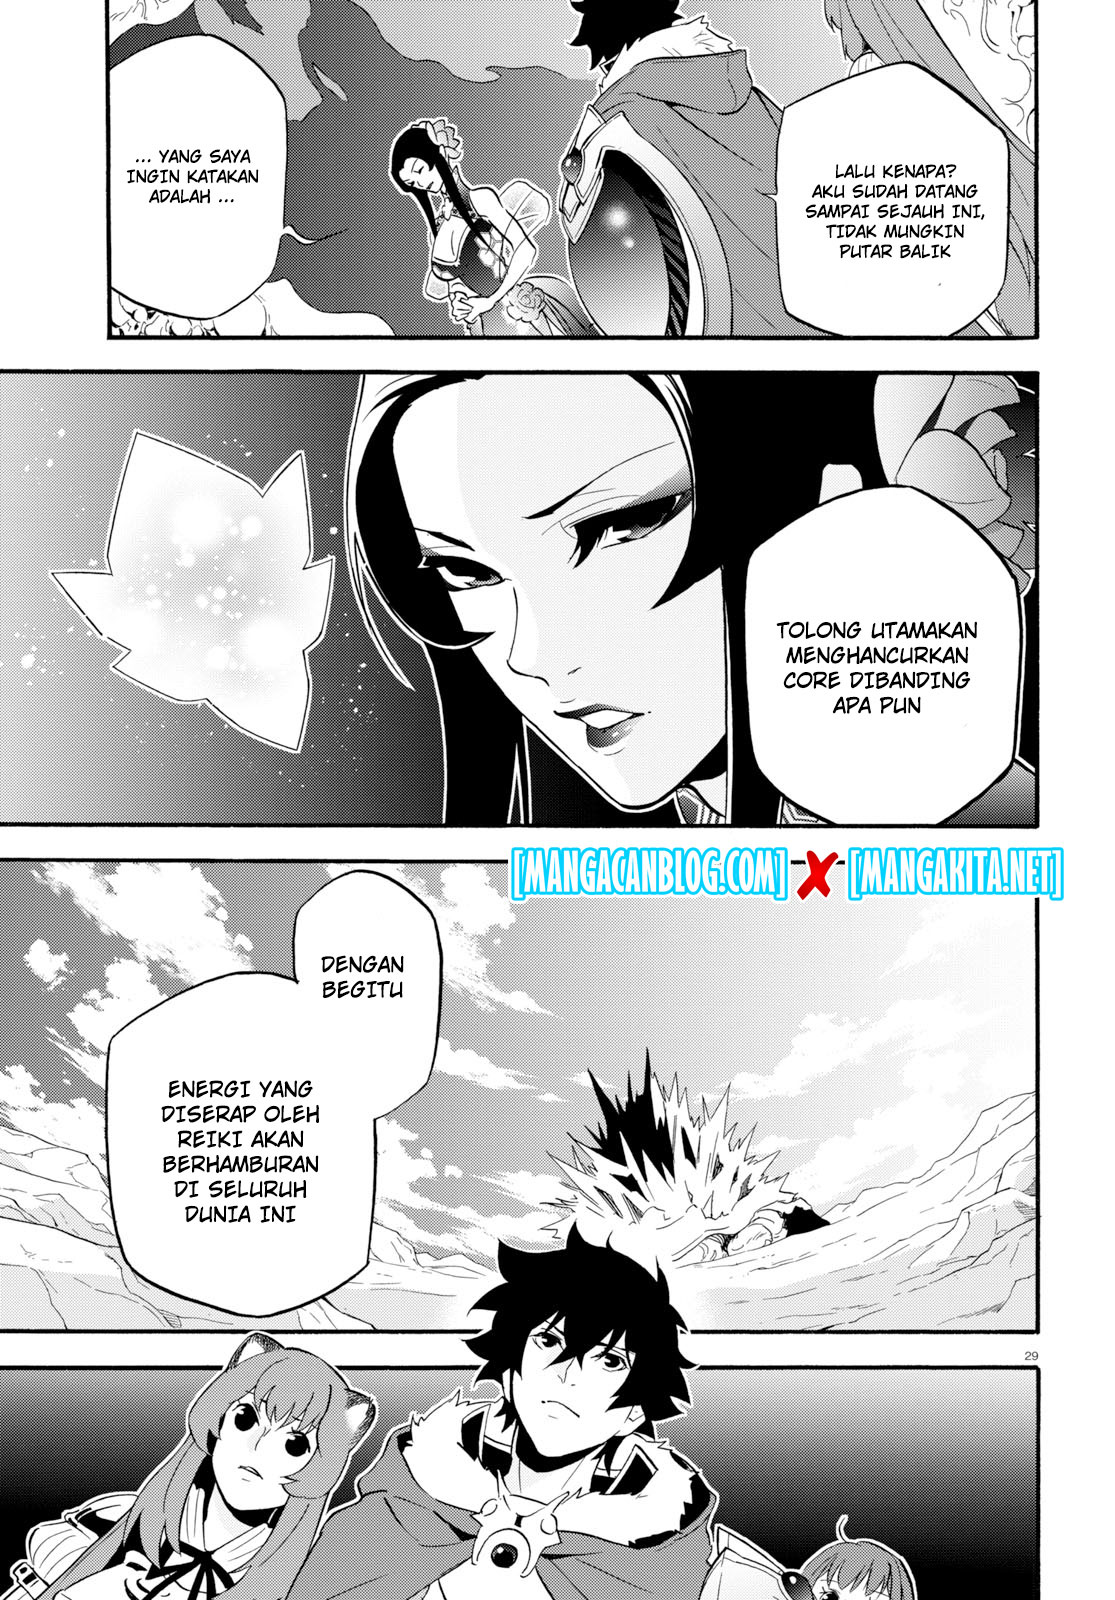 LALU KENAPA?
AKU SUDAH DATANG
SAMPAI SEJAUH INI,
TIDAK MUNGKIN
PUTAR BALIK
... YANG SAYA
INGIN KATAKAN
ADALAH ...
TOLONG UTAMAKAN
MENGHANCURKAN
CORE DIBANDING
APA PUN
[MANGACANBLOG.COM] X [MANGAKITA.NET]
DENGAN
BEGITU
ENERGI YANG
DISERAP OLEH
REIKI AKAN
BERHAMBURAN
DI SELURUH
DUNIA INI
29